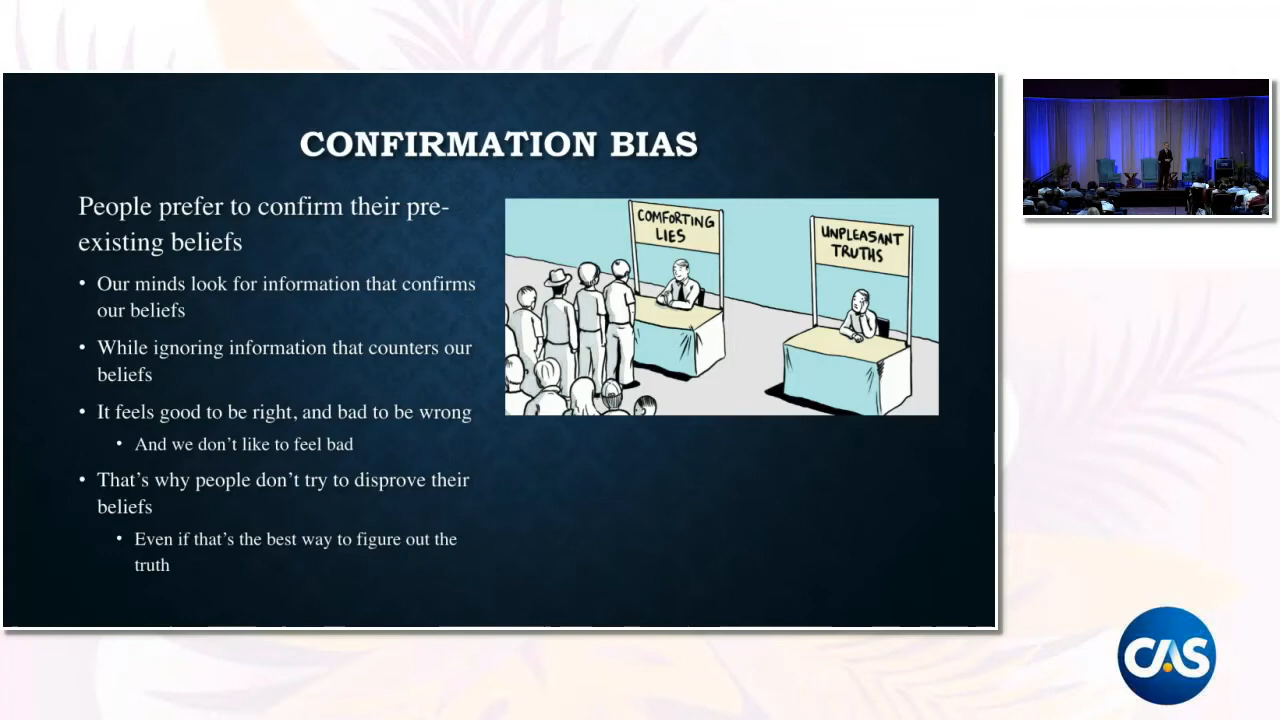 CONFIRMATION BIAS
People prefer to confirm their pre-
existing beliefs
• Our minds look for information that confirms
our beliefs
• While ignoring information that counters our
beliefs
• It feels good to be right, and bad to be wrong
• And we don’t like to feel bad
• That’s why people don’t try to disprove their
beliefs
• Even if that’s the best way to figure out the
truth
COMFORTING
LIES
UNPLEASANT
TRUTHS
CAS